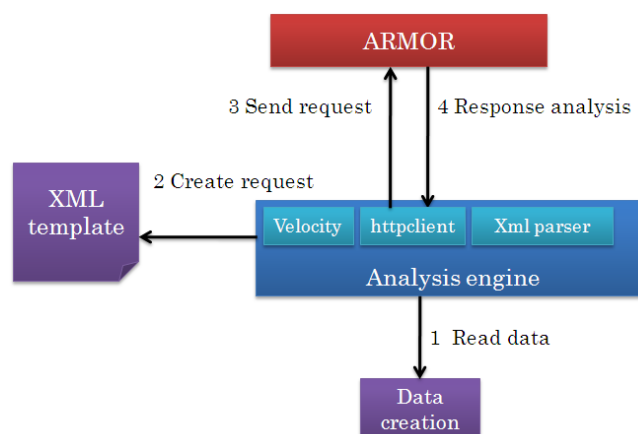 ARMOR
3 Send request
4 Response analysis
2 Create request
XML
template
Velocity
httpclient
Xml parser
Analysis engine
1 Read data
Data
creation